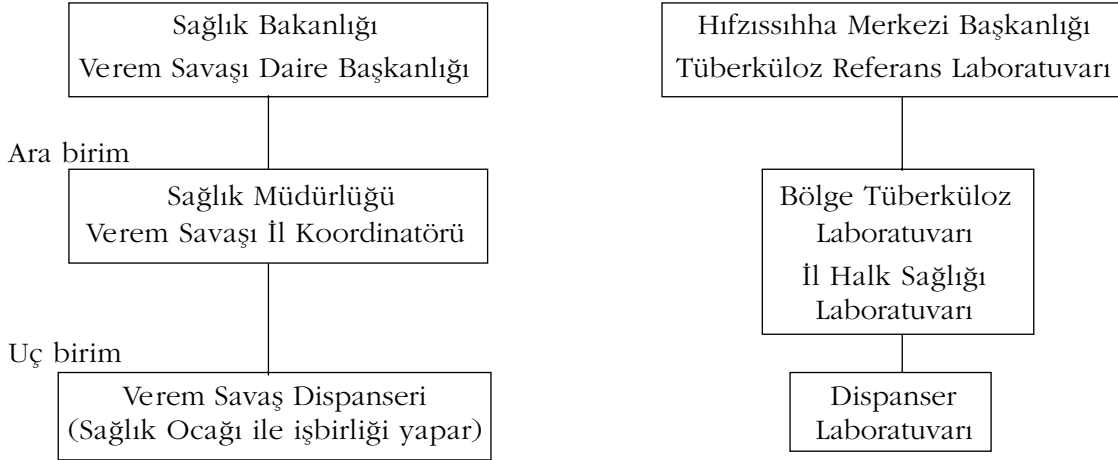 Sağlık Bakanlığı
Verem Savaşı Daire Başkanlığı
Hıfzıssıhha Merkezi Başkanlığı
Tüberküloz Referans Laboratuvarı
Ara birim
Sağlık Müdürlüğü
Verem Savaşı İl Koordinatörü
Bölge Tüberküloz
Laboratuvarı
İl Halk Sağlığı
Laboratuvarı
Uç birim
Verem Savaş Dispanseri
(Sağlık Ocağı ile işbirliği yapar)
Dispanser
Laboratuvarı